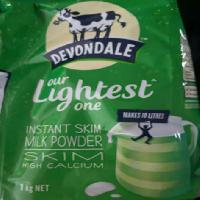 DEVONDALE
our
Lightest
one
MAKES 10 LITRES
INSTANT SKIM
MILK POWDER
SKIM
HIGH CALCIUM
1kg NET